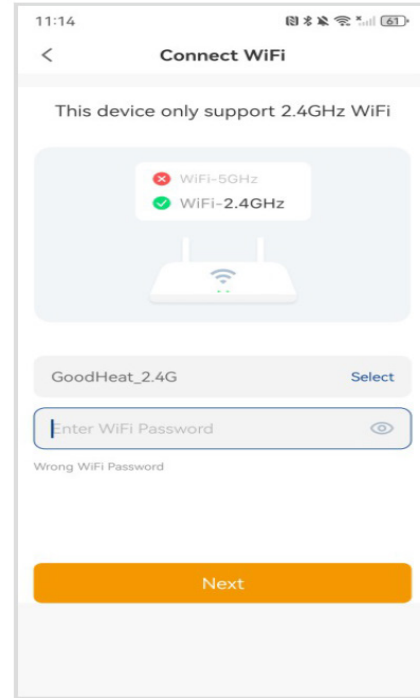 11:14
61
Connect WiFi
This device only support 2.4GHz WiFi
WiFi-5GHz
WiFi-2.4GHz
GoodHeat_2.4G Select
Enter WiFi Password
Wrong WiFi Password
Next